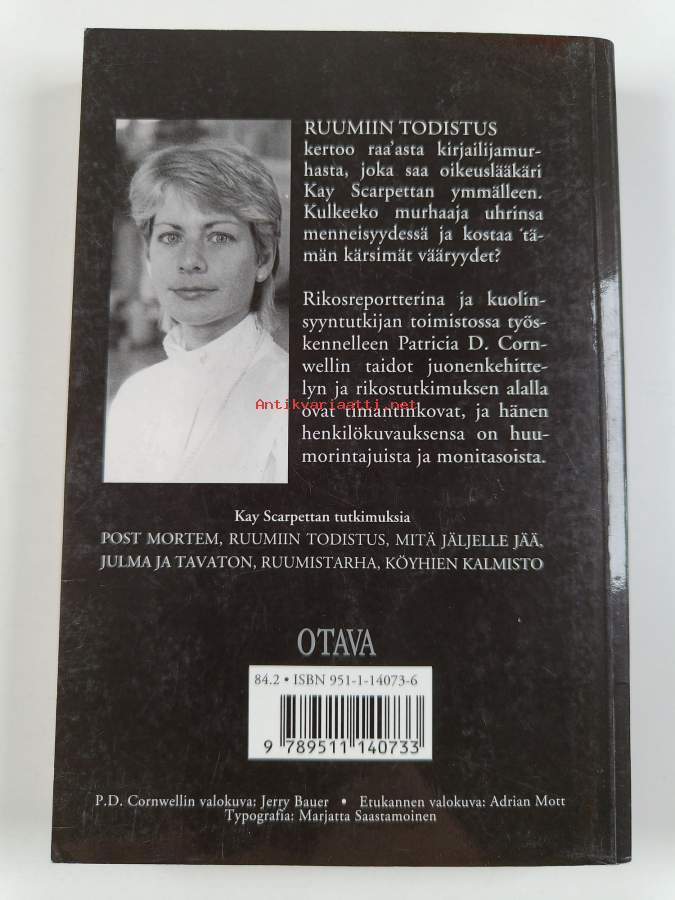 RUUMIIN TODISTUS
kertoo raa'asta kirjailijamur-
hasta, joka saa oikeuslääkäri
Kay Scarpettan ymmälleen.
Kulkeeko murhaaja uhrinsa
menneisyydessä ja kostaa tä-
män kärsimät vääryydet?
Rikosreportterina ja kuolin-
syyntutkijan toimistossa työs-
kennelleen Patricia D. Corn-
wellin taidot juonenkehitte-
lyn ja rikostutkimuksen alalla
Antikvariaatti.net
ovat timantinkovat, ja hänen
henkilökuvauksensa on huu-
morintajuista ja monitasoista.
Kay Scarpettan tutkimuksia
POST MORTEM, RUUMIIN TODISTUS, MITÄ JÄLJELLE JÄÄ,
JULMA JA TAVATON, RUUMISTARHA, KÖYHIEN KALMISTO
OTAVA
84.2 • ISBN 951-1-14073-6
9 789511 140733
P.D. Cornwellin valokuva: Jerry Bauer • Etukannen valokuva: Adrian Mott
Typografia: Marjatta Saastamoinen